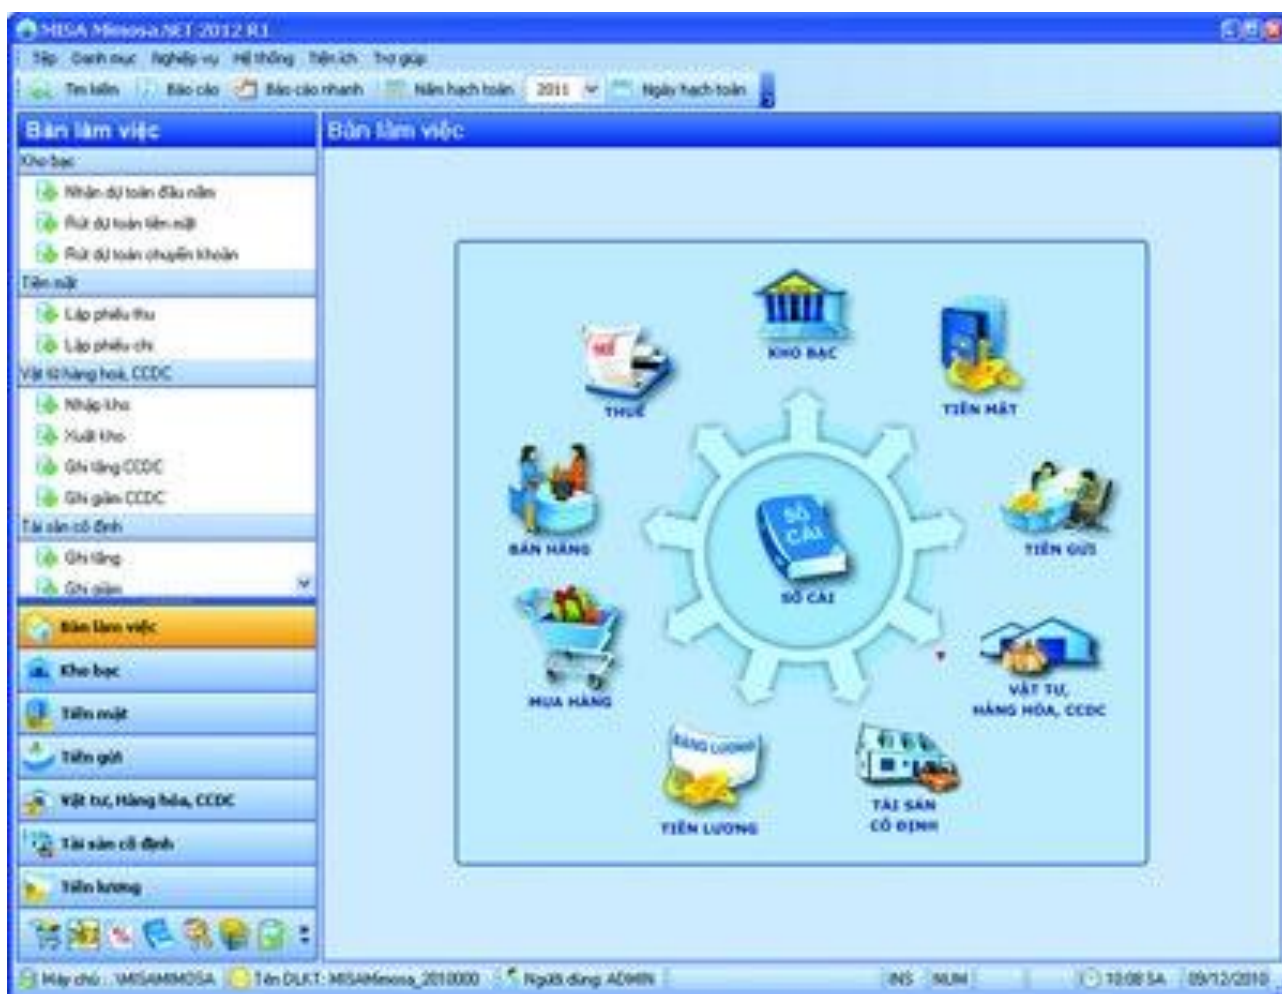 MISA Mimosa.NET 2012 R1
Tệp Danh mục Nghiệp vụ Hệ thống Tiện ích Trợ giúp
Tìm kiếm Báo cáo Báo cáo nhanh Năm hạch toán 2011 Ngày hạch toán
Bàn làm việc
Bàn làm việc
Kho bạc
Nhận dự toán đầu năm
Rút dự toán tiền mặt
Rút dự toán chuyển khoản
Tiền mặt
Lập phiếu thu
Lập phiếu chi
Vật tư hàng hoá, CCDC
Nhập kho
Xuất kho
Ghi tăng CCDC
Ghi giảm CCDC
Tài sản cố định
Ghi tăng
Ghi giảm
Bàn làm việc
Kho bạc
Tiền mặt
Tiền gửi
Vật tư, Hàng hóa, CCDC
Tài sản cố định
Tiền lương
KHO BẠC
THUẾ
TIỀN MẶT
BÁN HÀNG
SỔ
CÁI
SỔ CÁI
TIỀN GỬI
MUA HÀNG
VẬT TƯ,
HÀNG HÓA, CCDC
BẢNG LƯƠNG
TIỀN LƯƠNG
TÀI SẢN
CỐ ĐỊNH
Máy chủ : .\MISAMIMOSA Tên DLKT: MISAMimosa_2010000 Người dùng: ADMIN INS NUM 10:08 SA 09/12/2010